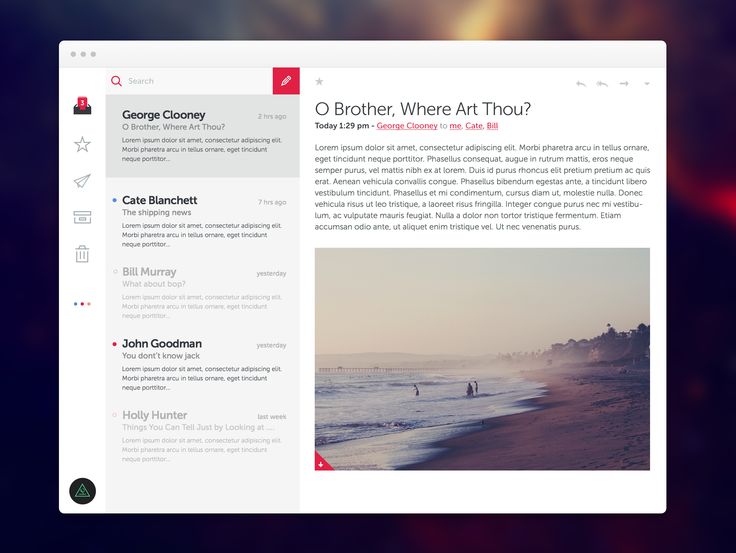 3
Search
George Clooney
2 hrs ago
O Brother, Where Art Thou?
Lorem ipsum dolor sit amet, consectetur adipiscing elit.
Morbi pharetra arcu in tellus ornare, eget tincidunt
neque porttitor...
Cate Blanchett
7 hrs ago
The shipping news
Lorem ipsum dolor sit amet, consectetur adipiscing elit.
Morbi pharetra arcu in tellus ornare, eget tincidunt
neque porttitor...
Bill Murray
yesterday
What about bop?
Lorem ipsum dolor sit amet, consectetur adipiscing elit.
Morbi pharetra arcu in tellus ornare, eget tincidunt
neque porttitor...
John Goodman
yesterday
You dont't know jack
Lorem ipsum dolor sit amet, consectetur adipiscing elit.
Morbi pharetra arcu in tellus ornare, eget tincidunt
neque porttitor...
Holly Hunter
last week
Things You Can Tell Just by Looking at ....
Lorem ipsum dolor sit amet, consectetur adipiscing elit.
Morbi pharetra arcu in tellus ornare, eget tincidunt
neque porttitor...
O Brother, Where Art Thou?
Today 1:29 pm - George Clooney to me, Cate, Bill
Lorem ipsum dolor sit amet, consectetur adipiscing elit. Morbi pharetra arcu in tellus ornare,
eget tincidunt neque porttitor. Phasellus consequat, augue in rutrum mattis, eros neque
semper purus, vel mattis nibh ex at lorem. Duis id purus rhoncus elit pretium pretium ac quis
erat. Aenean vehicula convallis congue. Phasellus bibendum egestas ante, a tincidunt libero
vestibulum tincidunt. Phasellus et mi condimentum, cursus diam ut, molestie nulla. Donec
vehicula risus ut leo tristique, a laoreet risus fringilla. Integer congue purus nec mi vestibu-
lum, ac vulputate mauris feugiat. Nulla a dolor non tortor tristique fermentum. Etiam
accumsan odio ante, ut aliquet enim tristique vel. Ut nec venenatis purus.